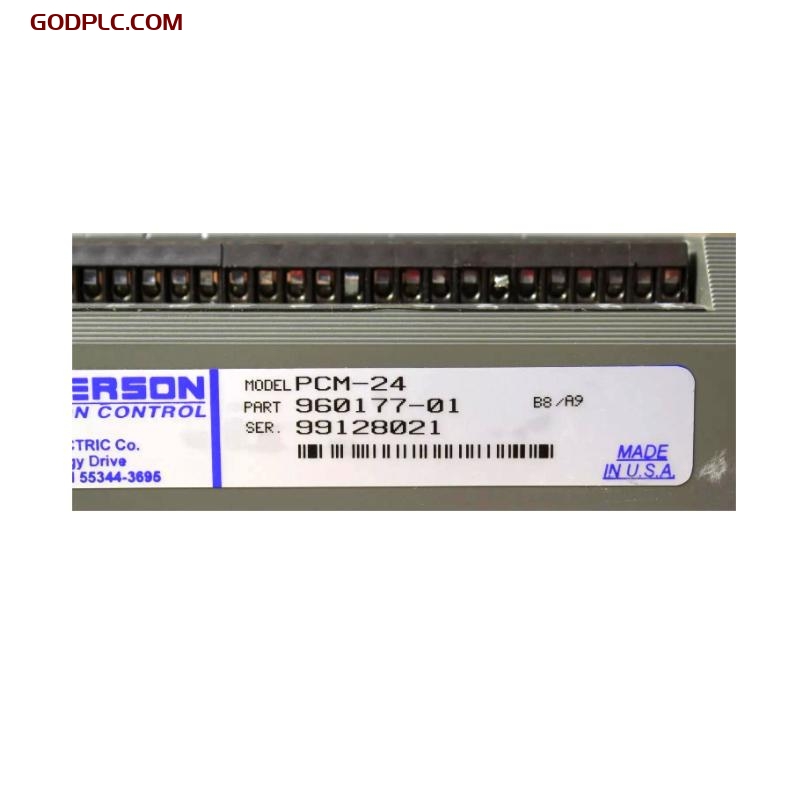 GODPLC.COM
ERSON
N CONTROL
CTRIC Co.
gy Drive
55344-3695
MODEL PCM-24
PART 960177-01 B8/A9
SER. 99128021
MADE
IN U.S.A.